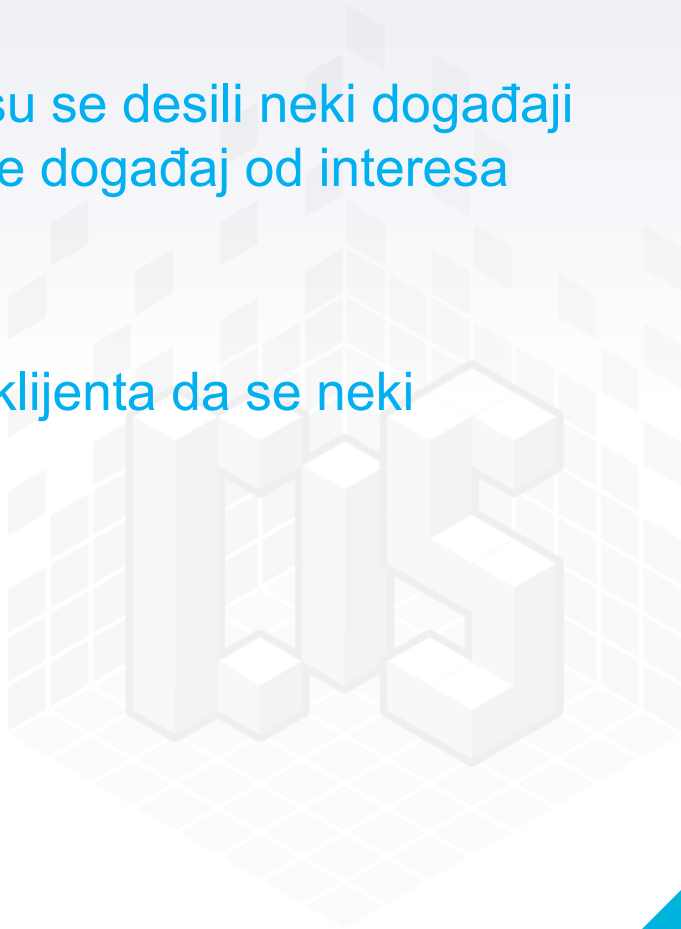 su se desili neki događaji
e događaj od interesa
klijenta da se neki